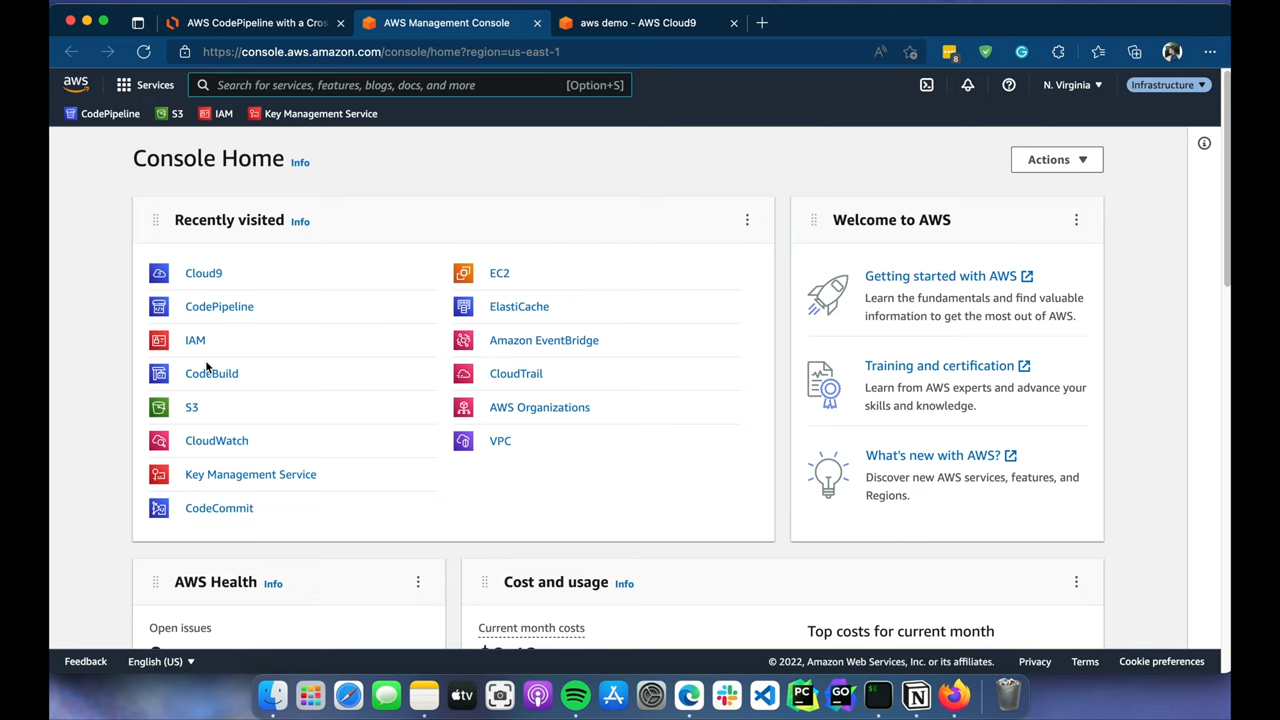 AWS CodePipeline with a Cros
AWS Management Console
aws demo - AWS Cloud9
https://console.aws.amazon.com/console/home?region=us-east-1
8
aws
Services
Search for services, features, blogs, docs, and more
[Option+S]
N. Virginia
Infrastructure
CodePipeline
S3
IAM
Key Management Service
Console Home
Info
Actions
Recently visited
Info
Cloud9
CodePipeline
IAM
CodeBuild
S3
CloudWatch
Key Management Service
CodeCommit
EC2
ElastiCache
Amazon EventBridge
CloudTrail
AWS Organizations
VPC
Welcome to AWS
Getting started with AWS
Learn the fundamentals and find valuable
information to get the most out of AWS.
Training and certification
Learn from AWS experts and advance your
skills and knowledge.
What's new with AWS?
Discover new AWS services, features, and
Regions.
AWS Health
Info
Open issues
Cost and usage
Info
Current month costs
Top costs for current month
Feedback
English (US)
© 2022, Amazon Web Services, Inc. or its affiliates.
Privacy
Terms
Cookie preferences
tv
PC
GO